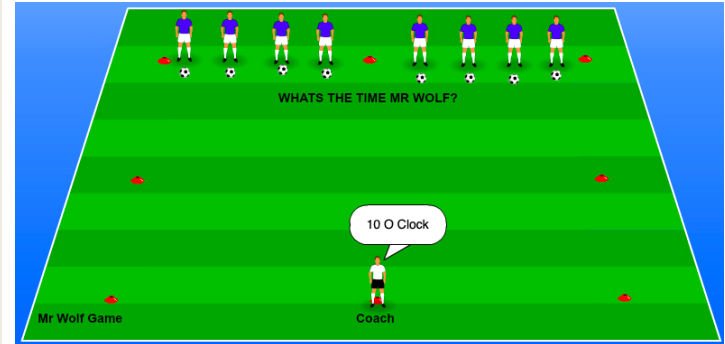 WHATS THE TIME MR WOLF?
10 O Clock
Mr Wolf Game
Coach